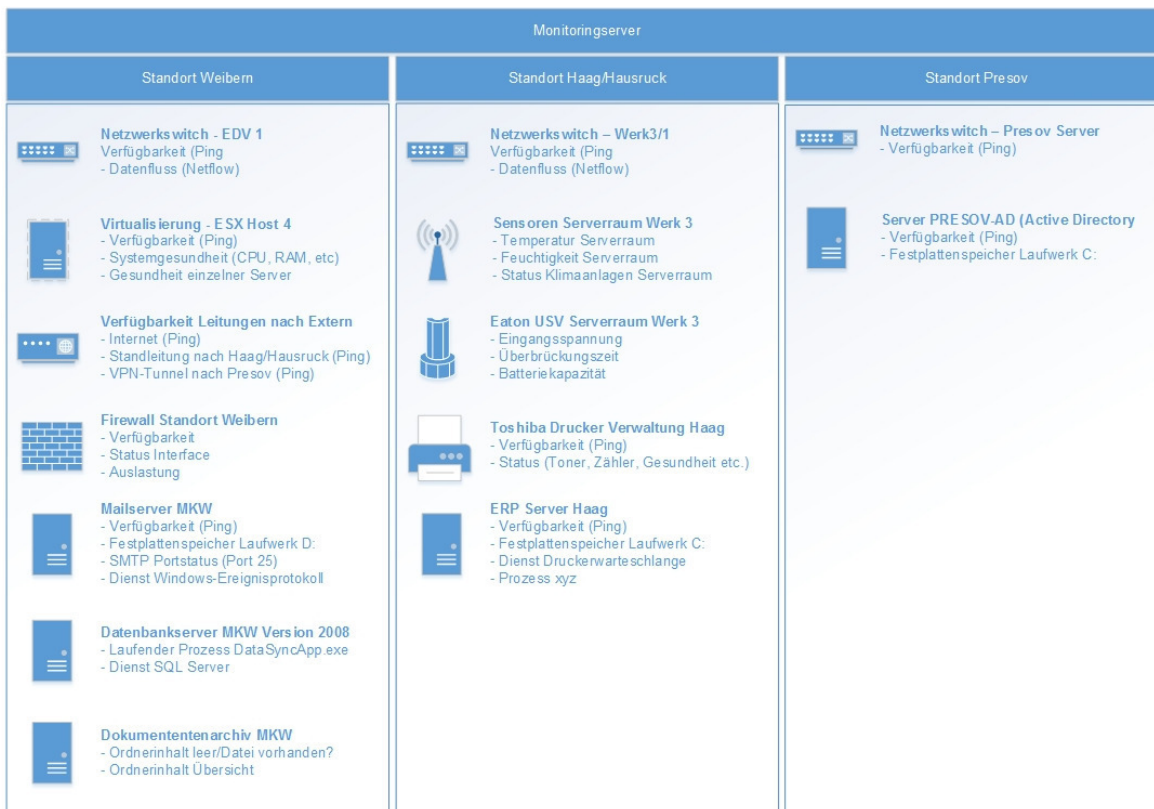 Monitoringserver
Standort Weibern
Standort Haag/Hausruck
Standort Presov
Netzwerkswitch - EDV 1
Verfügbarkeit (Ping
- Datenfluss (Netflow)
Virtualisierung - ESX Host 4
- Verfügbarkeit (Ping)
- Systemgesundheit (CPU, RAM, etc)
- Gesundheit einzelner Server
Verfügbarkeit Leitungen nach Extern
- Internet (Ping)
- Standleitung nach Haag/Hausruck (Ping)
- VPN-Tunnel nach Presov (Ping)
Firewall Standort Weibern
- Verfügbarkeit
- Status Interface
- Auslastung
Mailserver MKW
- Verfügbarkeit (Ping)
- Festplattenspeicher Laufwerk D:
- SMTP Portstatus (Port 25)
- Dienst Windows-Ereignisprotokoll
Datenbankserver MKW Version 2008
- Laufender Prozess DataSyncApp.exe
- Dienst SQL Server
Dokumententenarchiv MKW
- Ordnerinhalt leer/Datei vorhanden?
- Ordnerinhalt Übersicht
Netzwerkswitch – Werk3/1
Verfügbarkeit (Ping
- Datenfluss (Netflow)
Sensoren Serverraum Werk 3
- Temperatur Serverraum
- Feuchtigkeit Serverraum
- Status Klimaanlagen Serverraum
Eaton USV Serverraum Werk 3
- Eingangsspannung
- Überbrückungszeit
- Batteriekapazität
Toshiba Drucker Verwaltung Haag
- Verfügbarkeit (Ping)
- Status (Toner, Zähler, Gesundheit etc.)
ERP Server Haag
- Verfügbarkeit (Ping)
- Festplattenspeicher Laufwerk C:
- Dienst Druckerwarteschlange
- Prozess xyz
Netzwerkswitch – Presov Server
- Verfügbarkeit (Ping)
Server PRESOV-AD (Active Directory
- Verfügbarkeit (Ping)
- Festplattenspeicher Laufwerk C: